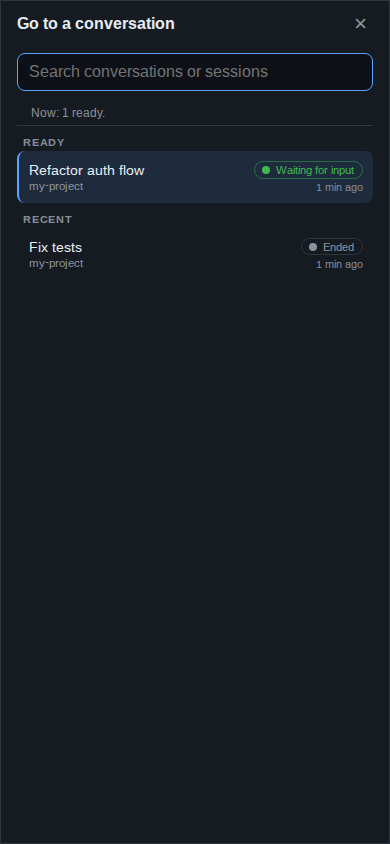 Go to a conversation ✕
Search conversations or sessions
Now: 1 ready.
READY
Refactor auth flow Waiting for input
my-project 1 min ago
RECENT
Fix tests Ended
my-project 1 min ago